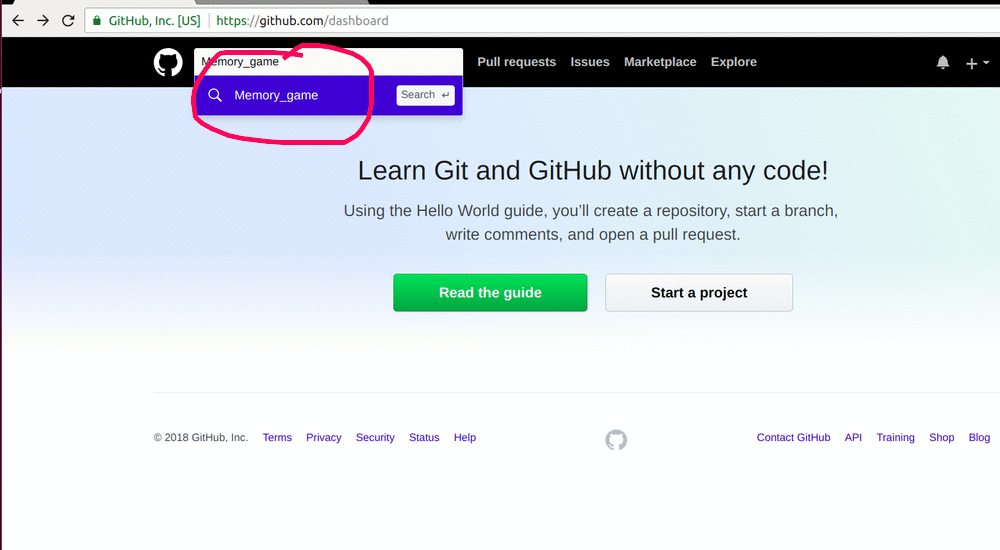 GitHub, Inc. [US] https://github.com/dashboard
Memory_game
Pull requests Issues Marketplace Explore
Memory_game Search ↵
Learn Git and GitHub without any code!
Using the Hello World guide, you’ll create a repository, start a branch,
write comments, and open a pull request.
Read the guide Start a project
© 2018 GitHub, Inc. Terms Privacy Security Status Help Contact GitHub API Training Shop Blog